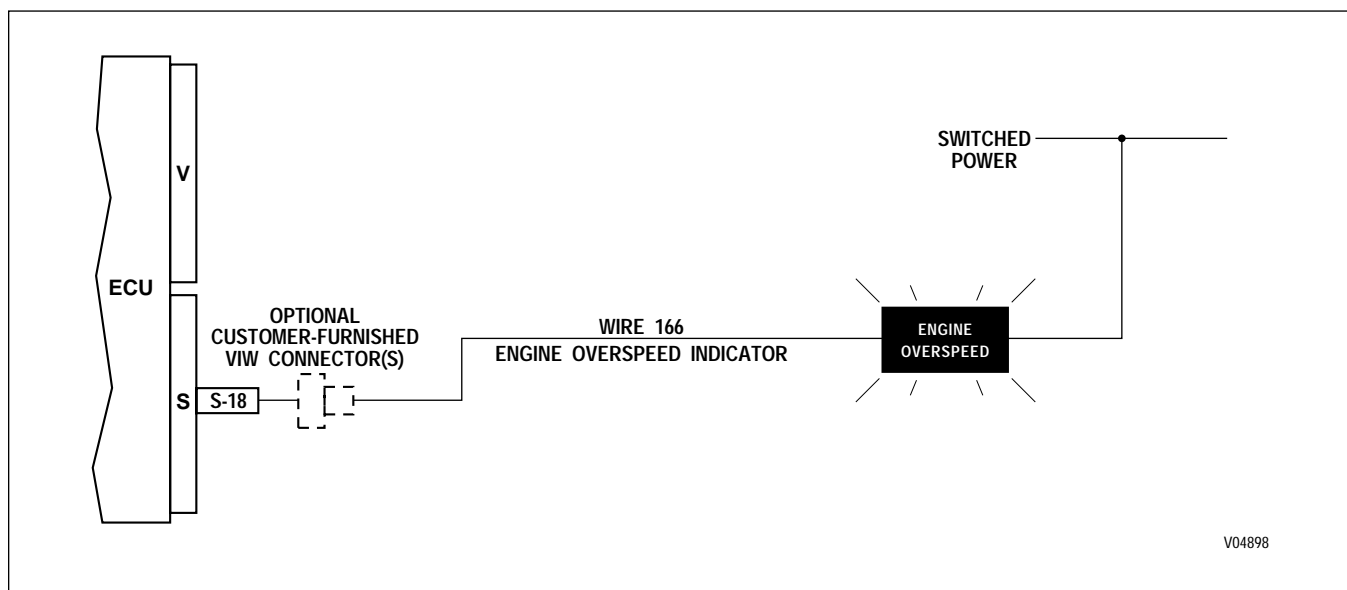 V
ECU
S
S-18
OPTIONAL
CUSTOMER-FURNISHED
VIW CONNECTOR(S)
WIRE 166
ENGINE OVERSPEED INDICATOR
SWITCHED
POWER
ENGINE
OVERSPEED
V04898